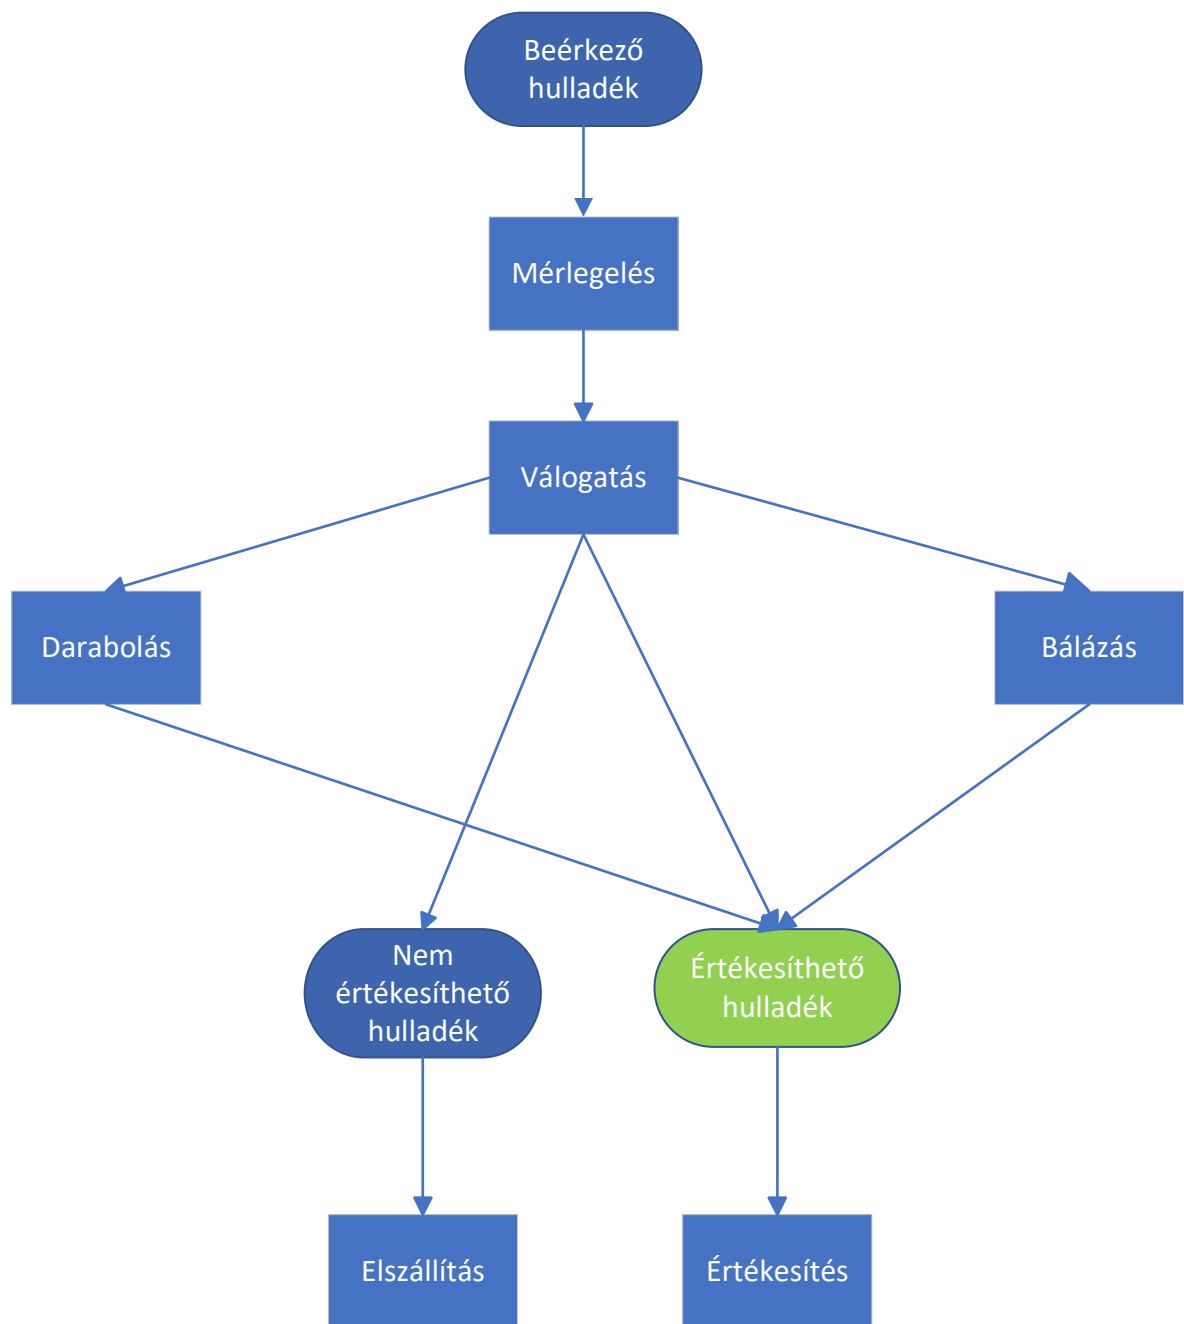 Beérkező
hulladék
Mérlegelés
Válogatás
Darabolás
Bálázás
Nem
értékesíthető
hulladék
Értékesíthető
hulladék
Elszállítás
Értékesítés